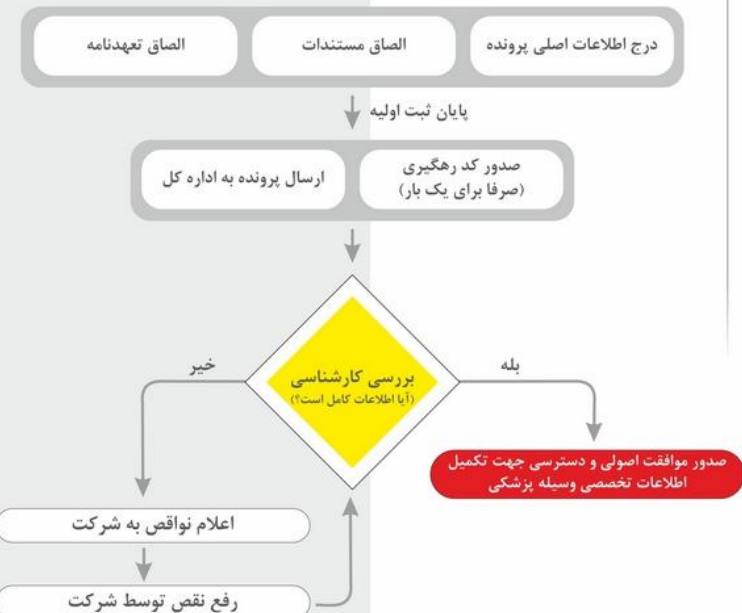 درج اطلاعات اصلی پرونده
الصاق مستندات
الصاق تعهدنامه
پایان ثبت اولیه
صدور کد رهگیری
(صرفا برای یک بار)
ارسال پرونده به اداره کل
بررسی کارشناسی
(آیا اطلاعات کامل است؟)
بله
خیر
صدور موافقت اصولی و دسترسی جهت تکمیل
اطلاعات تخصصی وسیله پزشکی
اعلام نواقص به شرکت
رفع نقص توسط شرکت